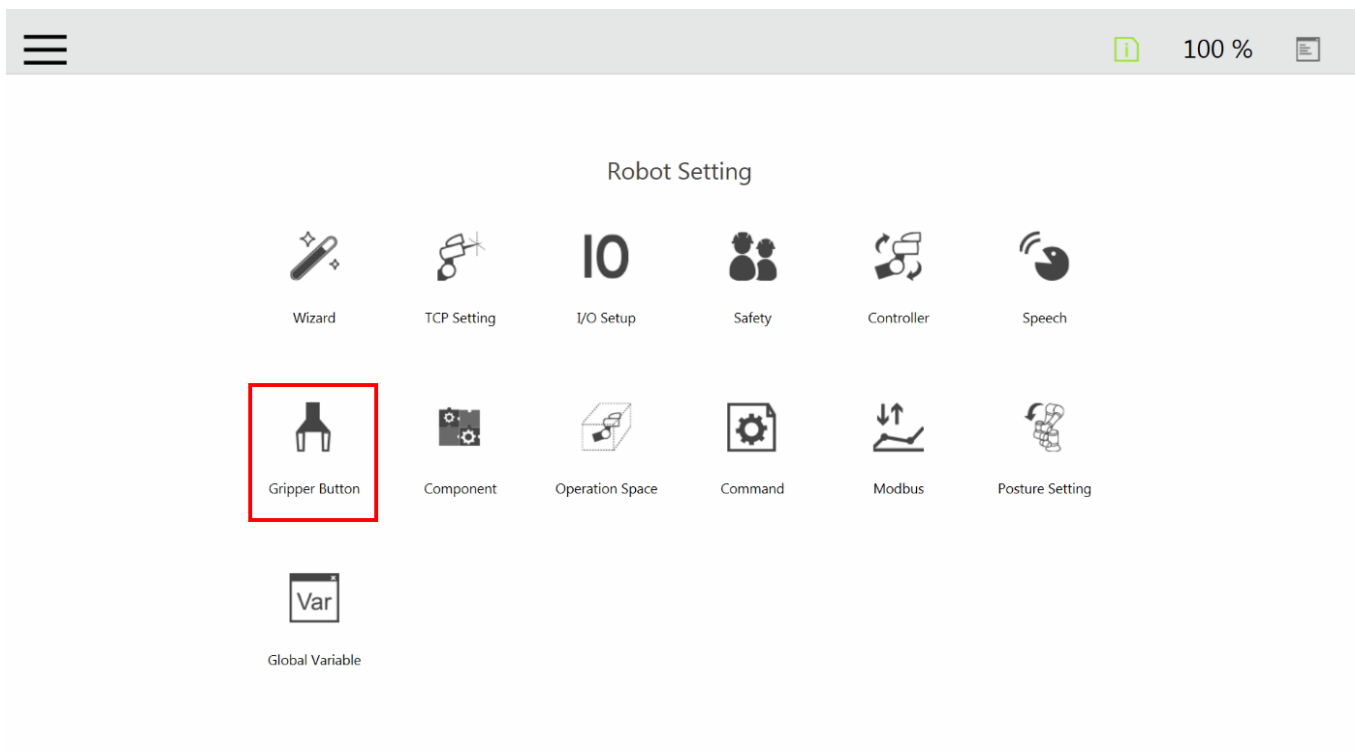 100 %
Robot Setting
IO
Wizard
TCP Setting
I/O Setup
Safety
Controller
Speech
Gripper Button
Component
Operation Space
Command
Modbus
Posture Setting
Var
Global Variable